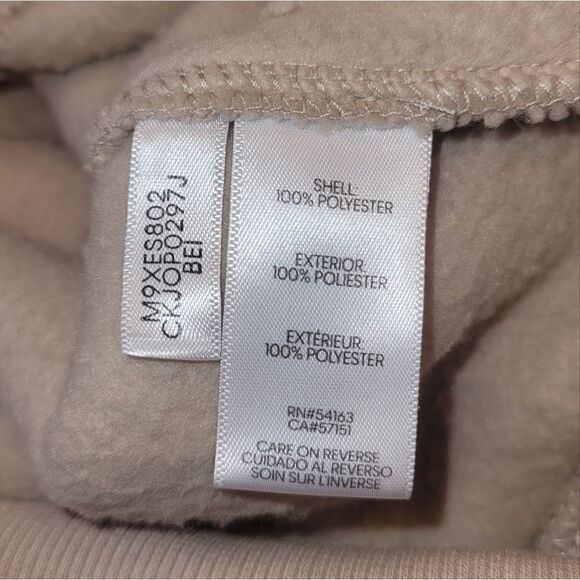 M9XES802
CKJOP0297J
BEI
SHELL:
100% POLYESTER
EXTERIOR:
100% POLIESTER
EXTÉRIEUR:
100% POLYESTER
RN#54163
CA#57151
CARE ON REVERSE
CUIDADO AL REVERSO
SOIN SUR L'INVERSE